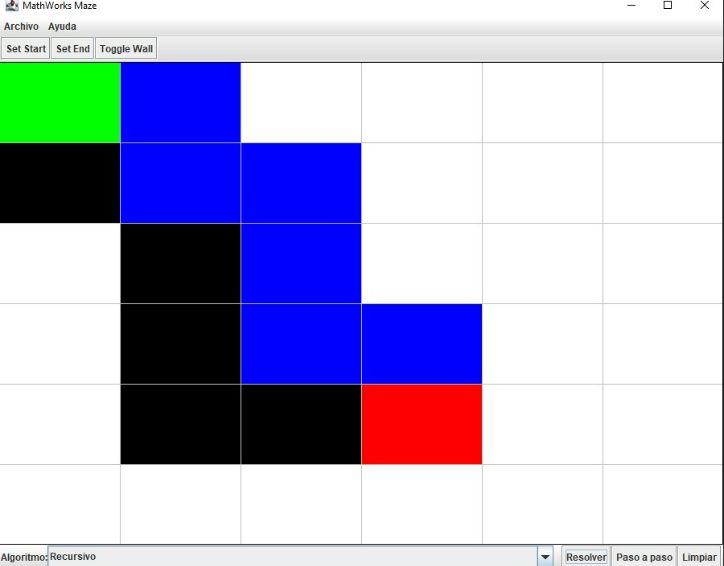 MathWorks Maze
Archivo Ayuda
Set Start Set End Toggle Wall
Algoritmo: Recursivo Resolver Paso a paso Limpiar